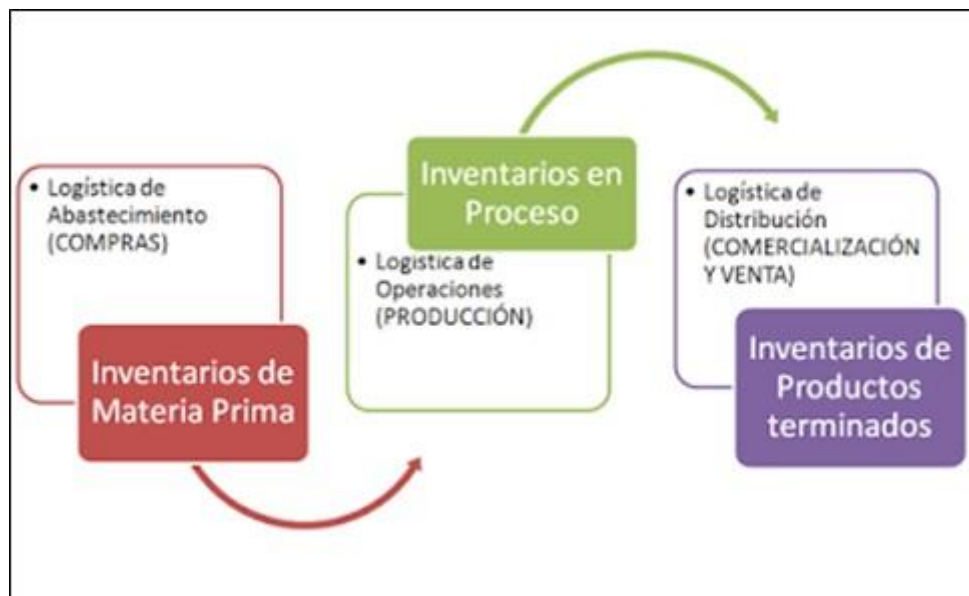 • Logística de
Abastecimiento
(COMPRAS)
Inventarios de
Materia Prima
Inventarios en
Proceso
• Logística de
Operaciones
(PRODUCCIÓN)
• Logística de
Distribución
(COMERCIALIZACIÓN
Y VENTA)
Inventarios de
Productos
terminados